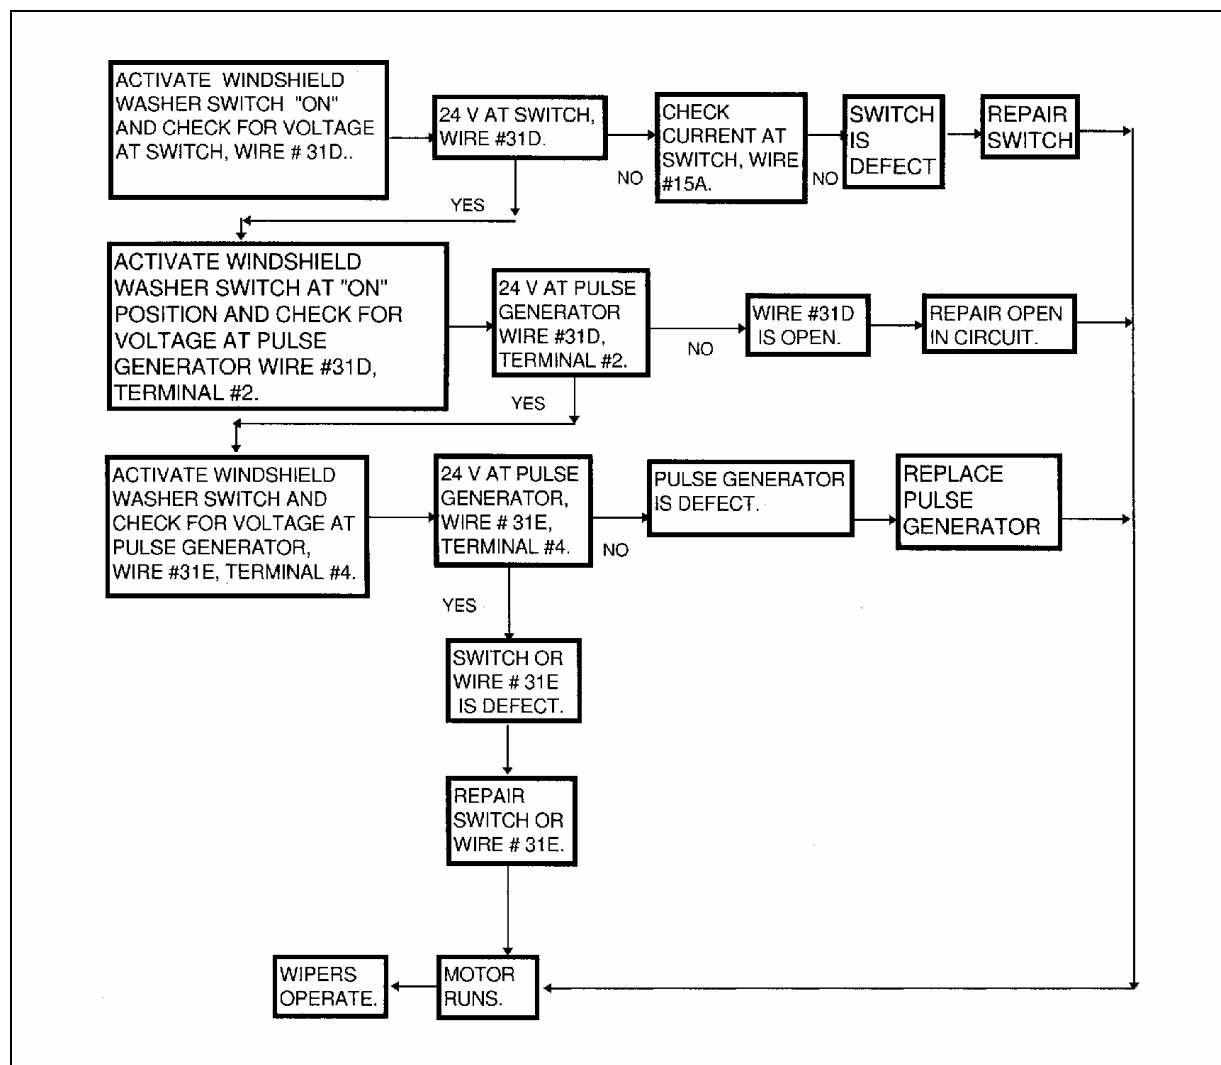 ACTIVATE WINDSHIELD
WASHER SWITCH "ON"
AND CHECK FOR VOLTAGE
AT SWITCH, WIRE # 31D..
24 V AT SWITCH,
WIRE #31D.
CHECK
CURRENT AT
SWITCH, WIRE
#15A.
SWITCH
IS
DEFECT
REPAIR
SWITCH
NO
NO
YES
ACTIVATE WINDSHIELD
WASHER SWITCH AT "ON"
POSITION AND CHECK FOR
VOLTAGE AT PULSE
GENERATOR WIRE #31D,
TERMINAL #2.
24 V AT PULSE
GENERATOR
WIRE #31D,
TERMINAL #2.
NO
WIRE #31D
IS OPEN.
REPAIR OPEN
IN CIRCUIT.
YES
ACTIVATE WINDSHIELD
WASHER SWITCH AND
CHECK FOR VOLTAGE AT
PULSE GENERATOR,
WIRE #31E, TERMINAL #4.
24 V AT PULSE
GENERATOR,
WIRE # 31E,
TERMINAL #4.
NO
PULSE GENERATOR
IS DEFECT.
REPLACE
PULSE
GENERATOR
YES
SWITCH OR
WIRE # 31E
IS DEFECT.
REPAIR
SWITCH OR
WIRE # 31E.
WIPERS
OPERATE.
MOTOR
RUNS.